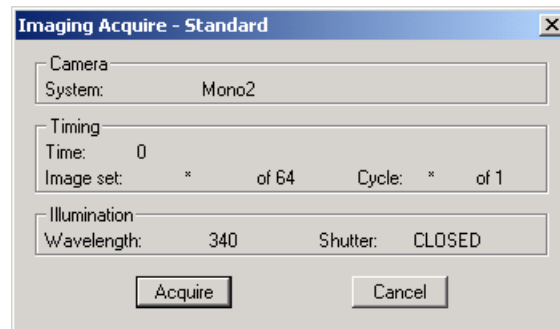 Imaging Acquire - Standard
Camera
System: Mono2
Timing
Time: 0
Image set: * of 64 Cycle: * of 1
Illumination
Wavelength: 340 Shutter: CLOSED
Acquire Cancel